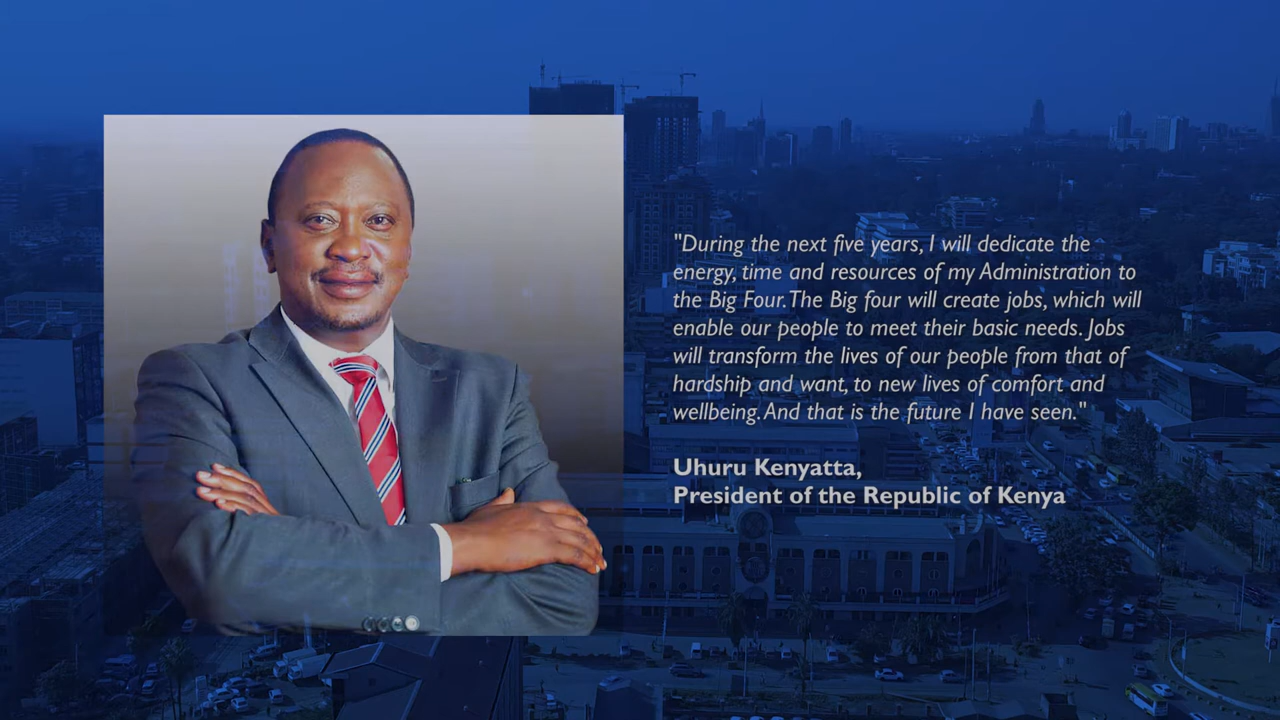 "During the next five years, I will dedicate the
energy, time and resources of my Administration to
the Big Four. The Big four will create jobs, which will
enable our people to meet their basic needs. Jobs
will transform the lives of our people from that of
hardship and want, to new lives of comfort and
wellbeing. And that is the future I have seen."
Uhuru Kenyatta,
President of the Republic of Kenya